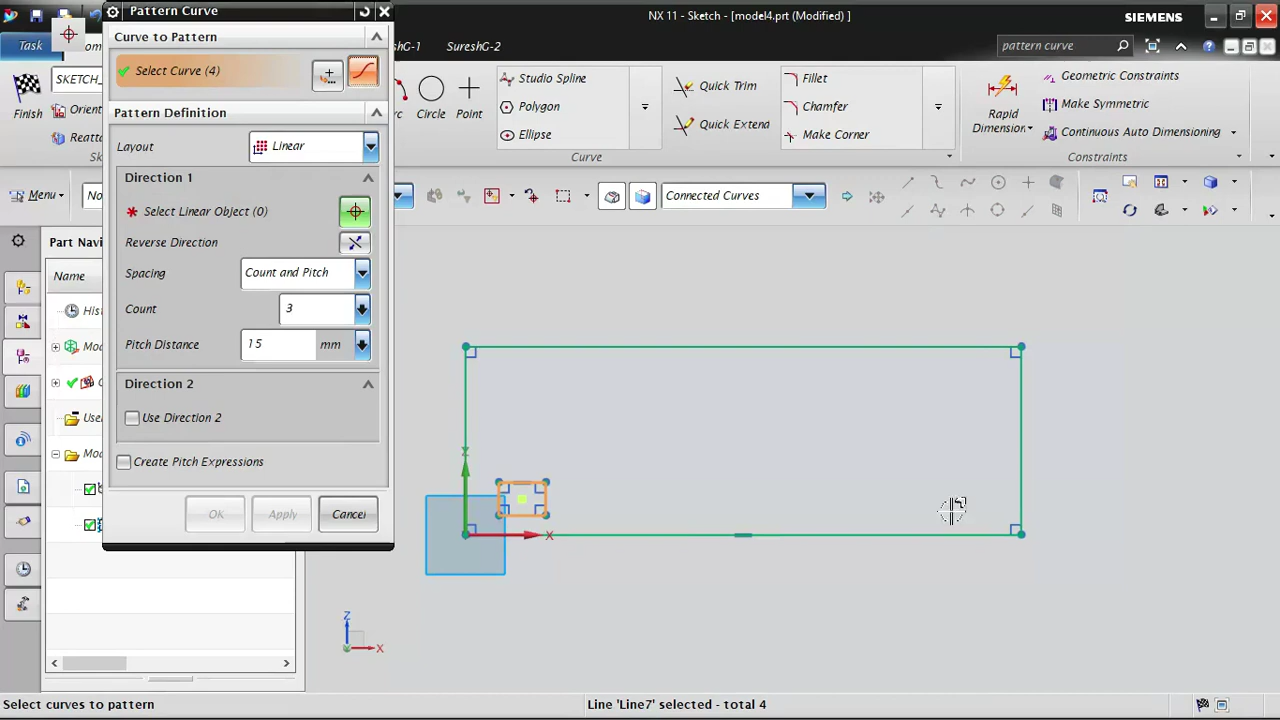 Pattern Curve
NX 11 - Sketch - [model4.prt (Modified) ]
SIEMENS
Task
SureshG-2
pattern curve
Curve to Pattern
Select Curve (4)
Pattern Definition
Layout
Linear
Direction 1
Select Linear Object (0)
Reverse Direction
Spacing
Count and Pitch
Count
3
Pitch Distance
15
mm
Direction 2
Use Direction 2
Create Pitch Expressions
Ok
Apply
Cancel
Finish
SKETCH_
Circle
Point
Studio Spline
Polygon
Ellipse
Quick Trim
Quick Extend
Fillet
Chamfer
Make Corner
Curve
Rapid
Dimension...
Geometric Constraints
Make Symmetric
Continuous Auto Dimensioning
Constraints
Menu
Connected Curves
Name
Z
X
Z
X
Select curves to pattern
Line 'Line7' selected - total 4